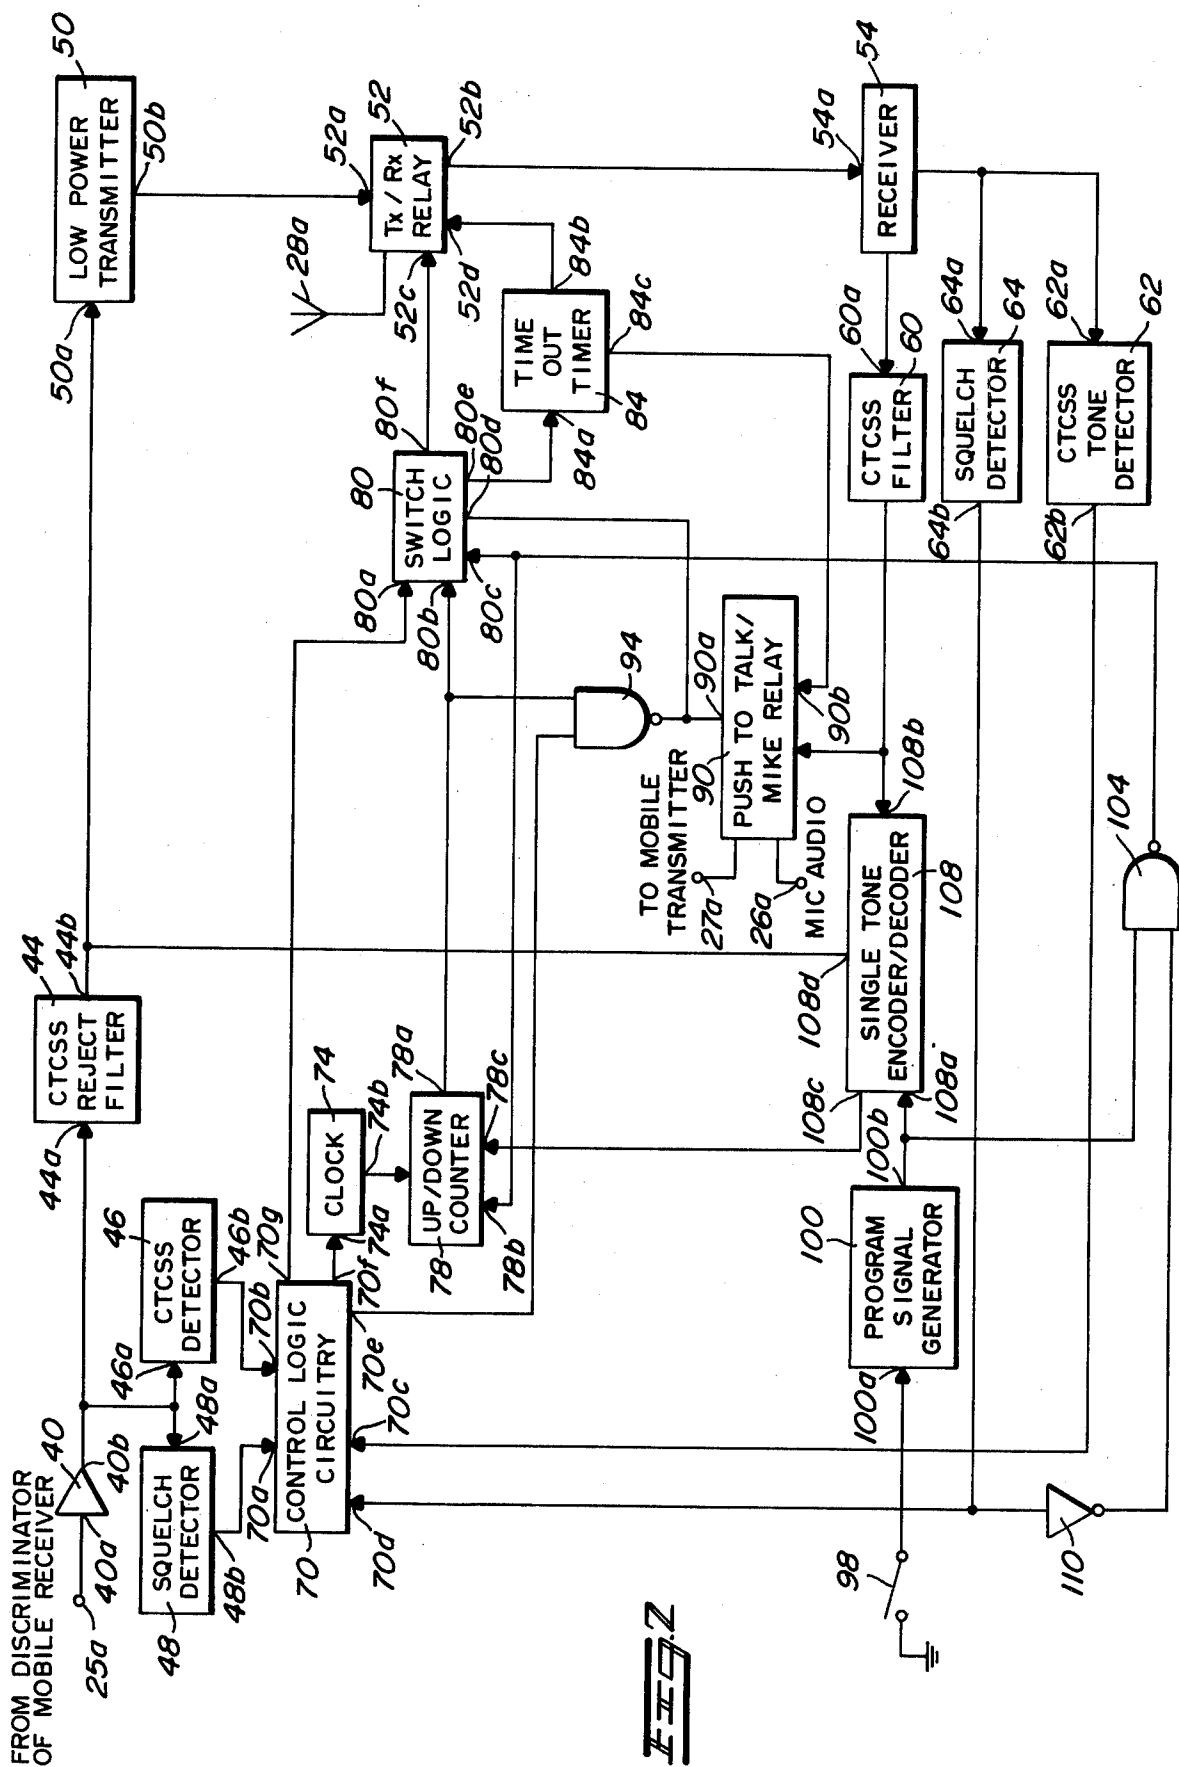 FROM DISCRIMINATOR
OF MOBILE RECEIVER
25a
40a
40
40b
44a
CTCSS
REJECT
FILTER
44
44b
50a
LOW POWER
TRANSMITTER
50
50b
48
SQUELCH
DETECTOR
48a
48b
46a
46
CTCSS
DETECTOR
46b
70
CONTROL LOGIC
CIRCUITRY
70a
70b
70c
70d
70e
70f
70g
74a
CLOCK
74
74b
78
UP/DOWN
COUNTER
78a
78b
78c
80a
80b
80c
80
SWITCH
LOGIC
80d
80e
80f
28a
52a
52
Tx / Rx
RELAY
52b
52c
52d
84a
TIME
OUT
TIMER
84
84b
84c
94
TO MOBILE
TRANSMITTER
27a
26a
MIC AUDIO
90
PUSH TO TALK/
MIKE RELAY
90a
90b
54a
54
RECEIVER
60a
60
CTCSS
FILTER
64a
64
SQUELCH
DETECTOR
64b
62a
62
CTCSS
TONE
DETECTOR
62b
98
100a
100
PROGRAM
SIGNAL
GENERATOR
100b
108a
108c
108d
SINGLE TONE
ENCODER/DECODER
108
108b
104
110
FIG. 2